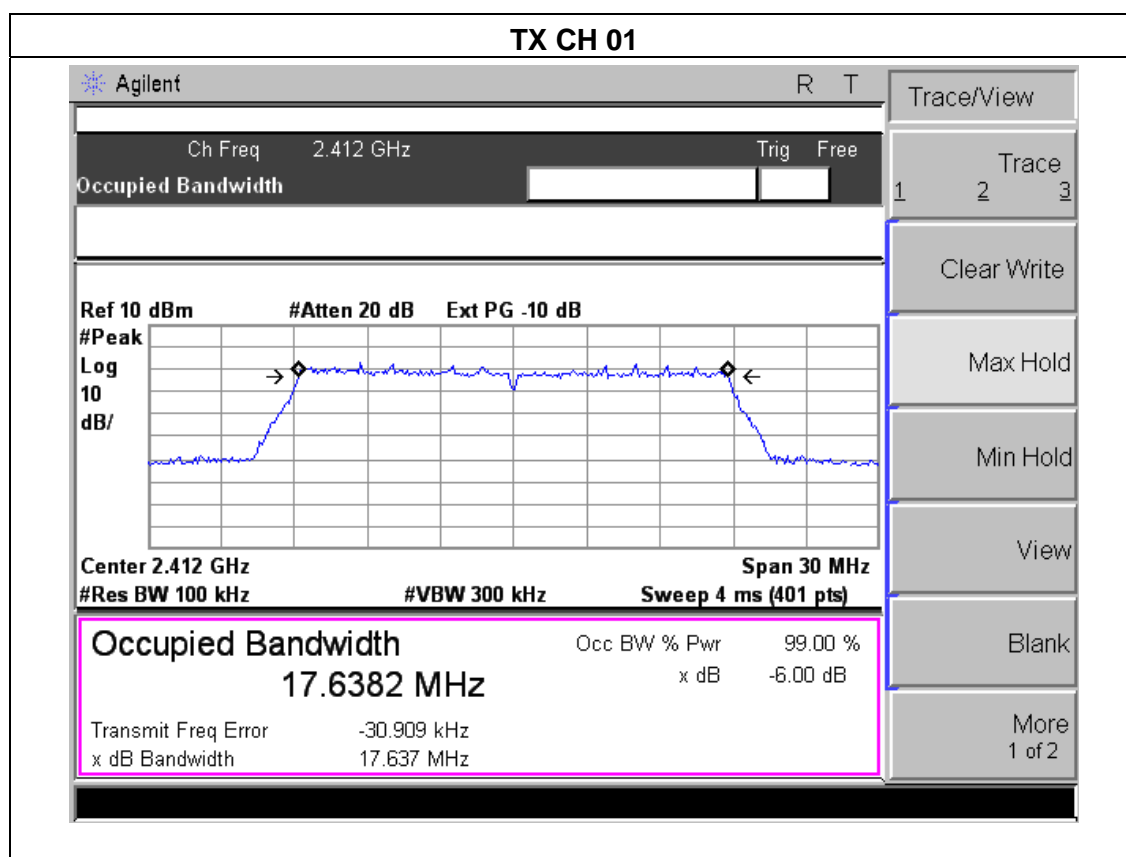 TX CH 01
Agilent R T
Trace/View
Ch Freq 2.412 GHz Trig Free
Occupied Bandwidth
Trace
1 2 3
Clear Write
Ref 10 dBm #Atten 20 dB Ext PG -10 dB
#Peak
Log
10
dB/
Max Hold
Min Hold
View
Center 2.412 GHz Span 30 MHz
#Res BW 100 kHz #VBW 300 kHz Sweep 4 ms (401 pts)
Occupied Bandwidth Occ BW % Pwr 99.00 %
17.6382 MHz x dB -6.00 dB
Blank
Transmit Freq Error -30.909 kHz
x dB Bandwidth 17.637 MHz
More
1 of 2